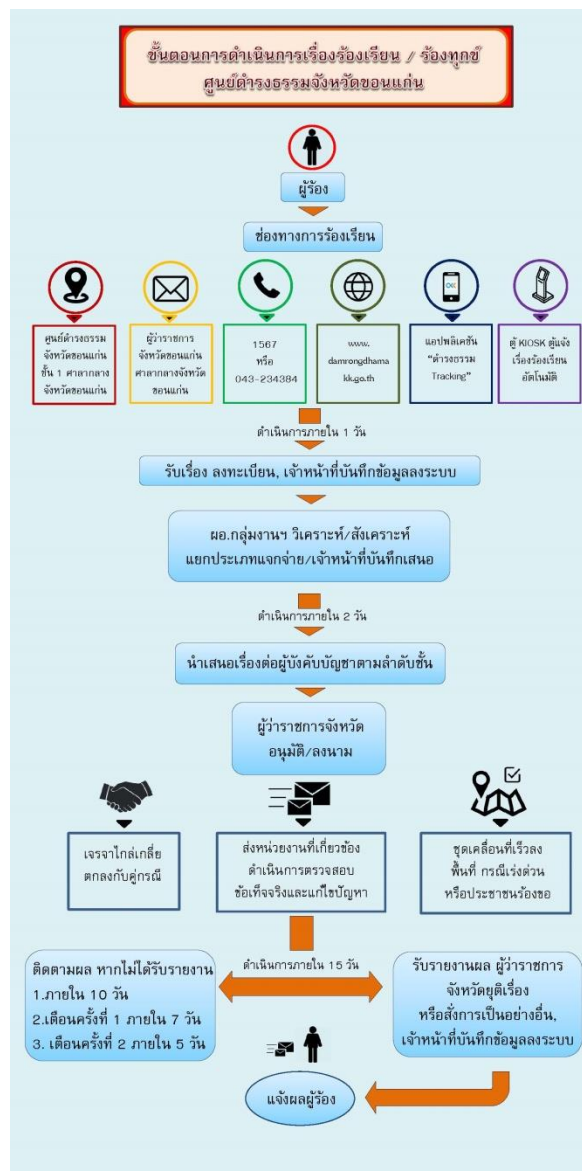 ขั้นตอนการดำเนินการเรื่องร้องเรียน / ร้องทุกข์
ศูนย์ดำรงธรรมจังหวัดขอนแก่น
ผู้ร้อง
ช่องทางการร้องเรียน
ศูนย์ดำรงธรรม
จังหวัดขอนแก่น
ชั้น 1 ศาลากลาง
จังหวัดขอนแก่น
ผู้ว่าราชการ
จังหวัดขอนแก่น
ศาลากลางจังหวัด
ขอนแก่น
1567
หรือ
043-234384
www.
damrongdhama
kk.go.th
OK
แอปพลิเคชัน
"ดำรงธรรม
Tracking"
ตู้ KIOSK ตู้แจ้ง
เรื่องร้องเรียน
อัตโนมัติ
ดำเนินการภายใน 1 วัน
รับเรื่อง ลงทะเบียน, เจ้าหน้าที่บันทึกข้อมูลลงระบบ
ผอ.กลุ่มงานฯ วิเคราะห์/สังเคราะห์
แยกประเภทแจกจ่าย/เจ้าหน้าที่บันทึกเสนอ
ดำเนินการภายใน 2 วัน
นำเสนอเรื่องต่อผู้บังคับบัญชาตามลำดับชั้น
ผู้ว่าราชการจังหวัด
อนุมัติ/ลงนาม
เจรจาไกล่เกลี่ย
ตกลงกับคู่กรณี
ส่งหน่วยงานที่เกี่ยวข้อง
ดำเนินการตรวจสอบ
ข้อเท็จจริงและแก้ไขปัญหา
ชุดเคลื่อนที่เร็วลง
พื้นที่ กรณีเร่งด่วน
หรือประชาชนร้องขอ
ดำเนินการภายใน 15 วัน
ติดตามผล หากไม่ได้รับรายงาน
1.ภายใน 10 วัน
2.เตือนครั้งที่ 1 ภายใน 7 วัน
3. เตือนครั้งที่ 2 ภายใน 5 วัน
รับรายงานผล ผู้ว่าราชการ
จังหวัดยุติเรื่อง
หรือสั่งการเป็นอย่างอื่น,
เจ้าหน้าที่บันทึกข้อมูลลงระบบ
แจ้งผลผู้ร้อง